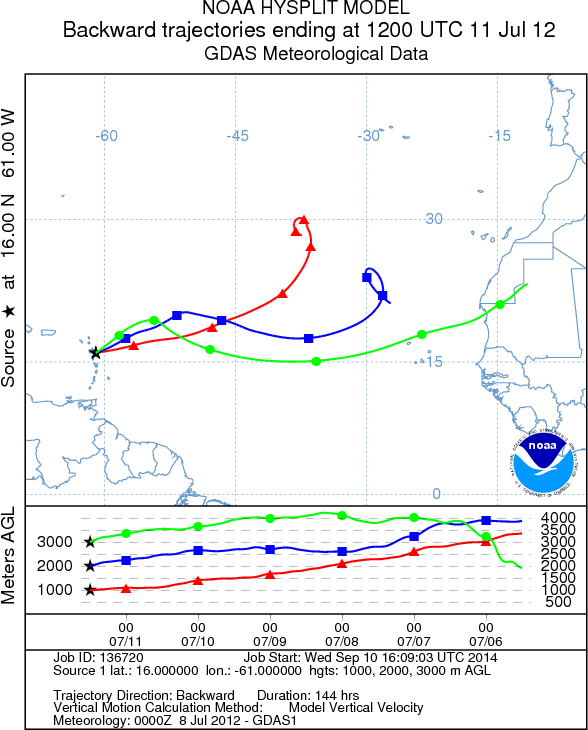 NOAA HYSPLIT MODEL
Backward trajectories ending at 1200 UTC 11 Jul 12
GDAS Meteorological Data
Source ★ at 16.00 N 61.00 W
-60 -45 -30 -15
30
15
0
noaa
Meters AGL
3000
2000
1000
4000
3500
3000
2500
2000
1500
1000
500
00 00 00 00 00 00
07/11 07/10 07/09 07/08 07/07 07/06
Job ID: 136720 Job Start: Wed Sep 10 16:09:03 UTC 2014
Source 1 lat.: 16.000000 lon.: -61.000000 hgts: 1000, 2000, 3000 m AGL
Trajectory Direction: Backward Duration: 144 hrs
Vertical Motion Calculation Method: Model Vertical Velocity
Meteorology: 0000Z 8 Jul 2012 - GDAS1